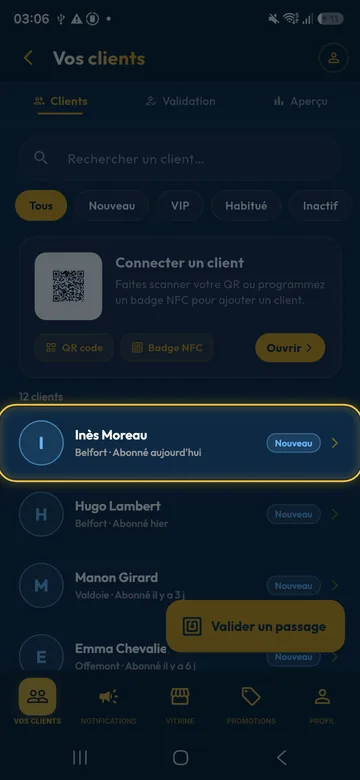 03:06
Vos clients
Clients
Validation
Aperçu
Rechercher un client...
Tous
Nouveau
VIP
Habitué
Inactif
Connecter un client
Faites scanner votre QR ou programmez
un badge NFC pour ajouter un client.
QR code
Badge NFC
Ouvrir
12 clients
I
Inès Moreau
Belfort · Abonné aujourd'hui
Nouveau
H
Hugo Lambert
Belfort · Abonné hier
Nouveau
M
Manon Girard
Valdoie · Abonné il y a 3 j
Nouveau
Valider un passage
E
Emma Chevalie
Offemont · Abonné il y a 6 j
Nouveau
VOS CLIENTS
NOTIFICATIONS
VITRINE
PROMOTIONS
PROFIL